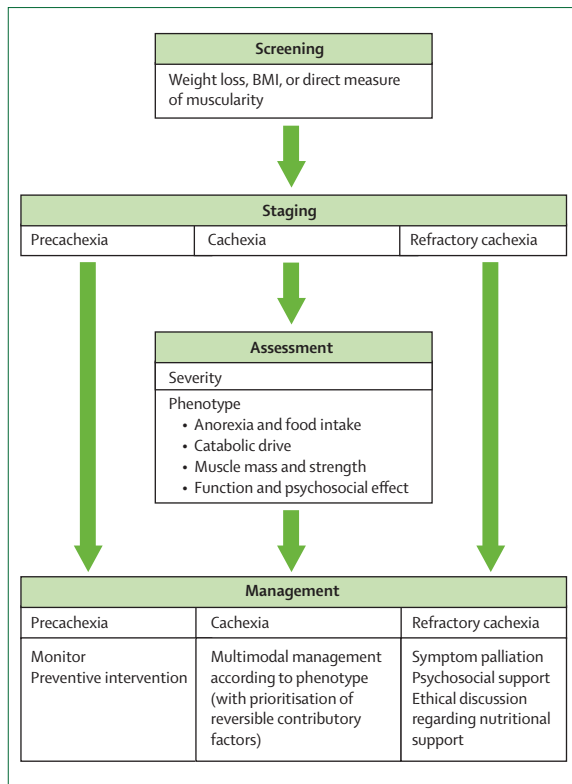 Screening
Weight loss, BMI, or direct measure
of muscularity
Staging
Precachexia
Cachexia
Refractory cachexia
Assessment
Severity
Phenotype
• Anorexia and food intake
• Catabolic drive
• Muscle mass and strength
• Function and psychosocial effect
Management
Precachexia
Cachexia
Refractory cachexia
Monitor
Preventive intervention
Multimodal management
according to phenotype
(with prioritisation of
reversible contributory
factors)
Symptom palliation
Psychosocial support
Ethical discussion
regarding nutritional
support